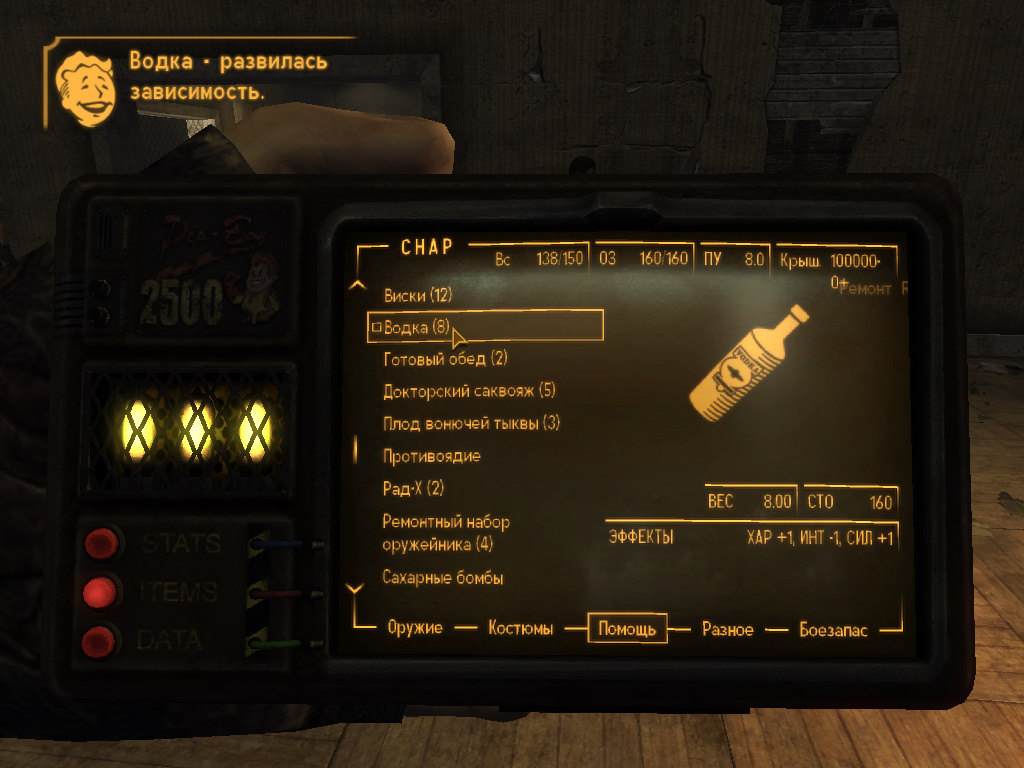 Водка - развилась
зависимость.
Pip-Boy
2500
СНАР
Вс 138/150 ОЗ 160/160 ПУ 8.0 Крыш. 100000-
0+
Ремонт R
Виски (12)
Водка (8)
Готовый обед (2)
Докторский саквояж (5)
Плод вонючей тыквы (3)
Противоядие
Рад-Х (2)
Ремонтный набор
оружейника (4)
Сахарные бомбы
ВЕС 8.00 СТО 160
ЭФФЕКТЫ ХАР +1, ИНТ -1, СИЛ +1
STATS
ITEMS
DATA
Оружие Костюмы Помощь Разное Боезапас